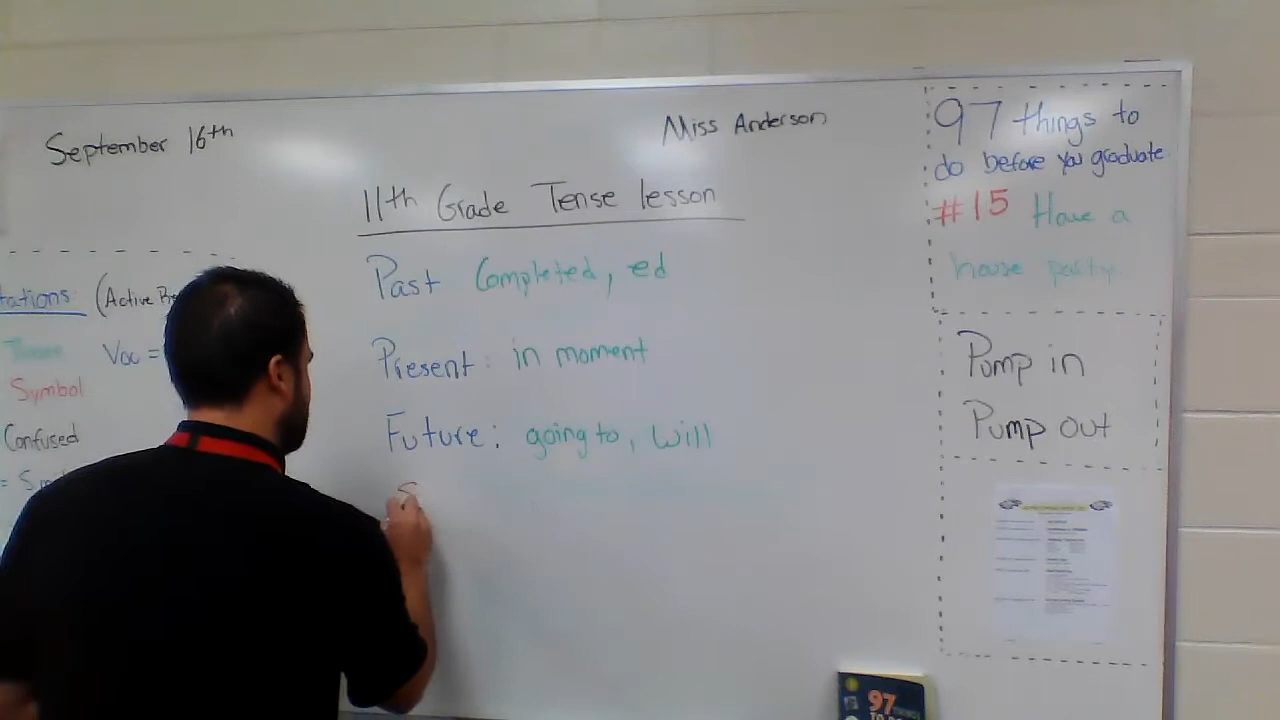 September 16th
Miss Anderson
11th Grade Tense lesson
Past Completed, ed
Present: in moment
Future: going to, will
S
tations (Active
Voc =
Symbol
Confused
=
97 things to
do before you graduate
#15 Have a
house party
Pump in
Pump out
97